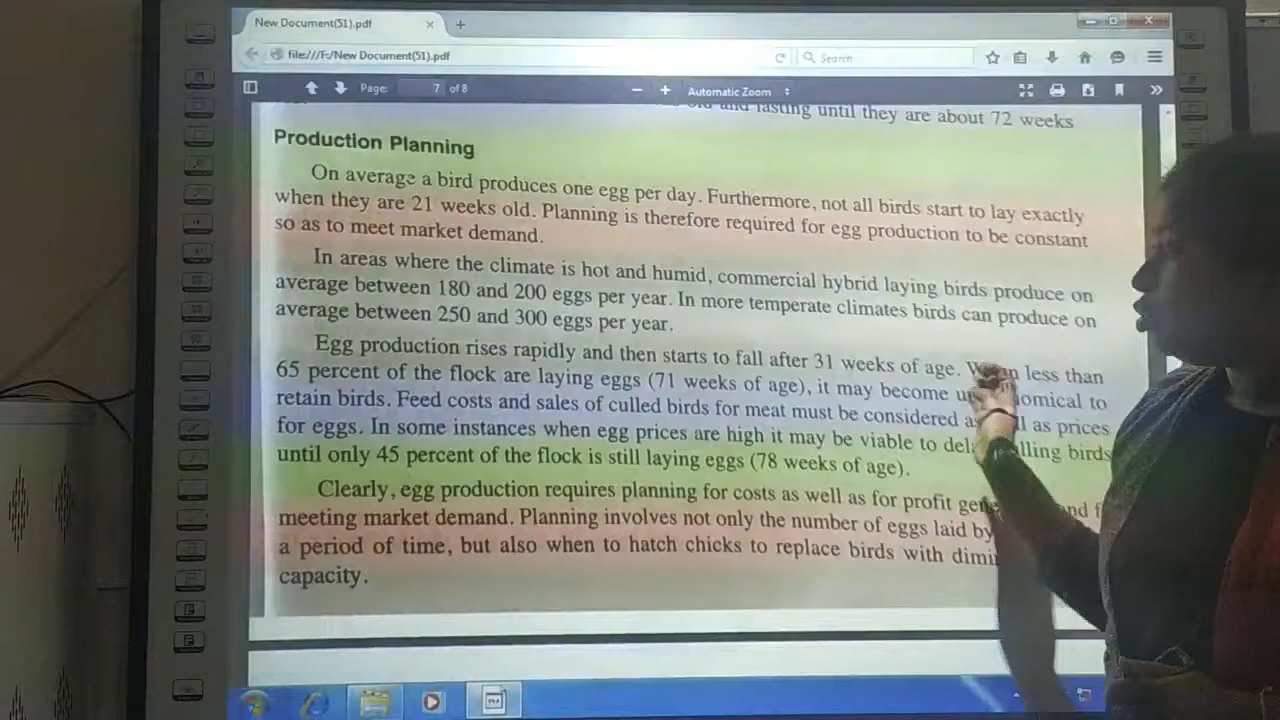 New Document(51).pdf
file:///F:/New Document(51).pdf
Search
Page: 7 of 8
Automatic Zoom
old and lasting until they are about 72 weeks
Production Planning
On average a bird produces one egg per day. Furthermore, not all birds start to lay exactly
when they are 21 weeks old. Planning is therefore required for egg production to be constant
so as to meet market demand.
In areas where the climate is hot and humid, commercial hybrid laying birds produce on
average between 180 and 200 eggs per year. In more temperate climates birds can produce on
average between 250 and 300 eggs per year.
Egg production rises rapidly and then starts to fall after 31 weeks of age. less than
65 percent of the flock are laying eggs (71 weeks of age), it may become to
retain birds. Feed costs and sales of culled birds for meat must be considered as prices
for eggs. In some instances when egg prices are high it may be viable to birds
until only 45 percent of the flock is still laying eggs (78 weeks of age).
Clearly, egg production requires planning for costs as well as for profit
meeting market demand. Planning involves not only the number of eggs laid by
a period of time, but also when to hatch chicks to replace birds with
capacity.